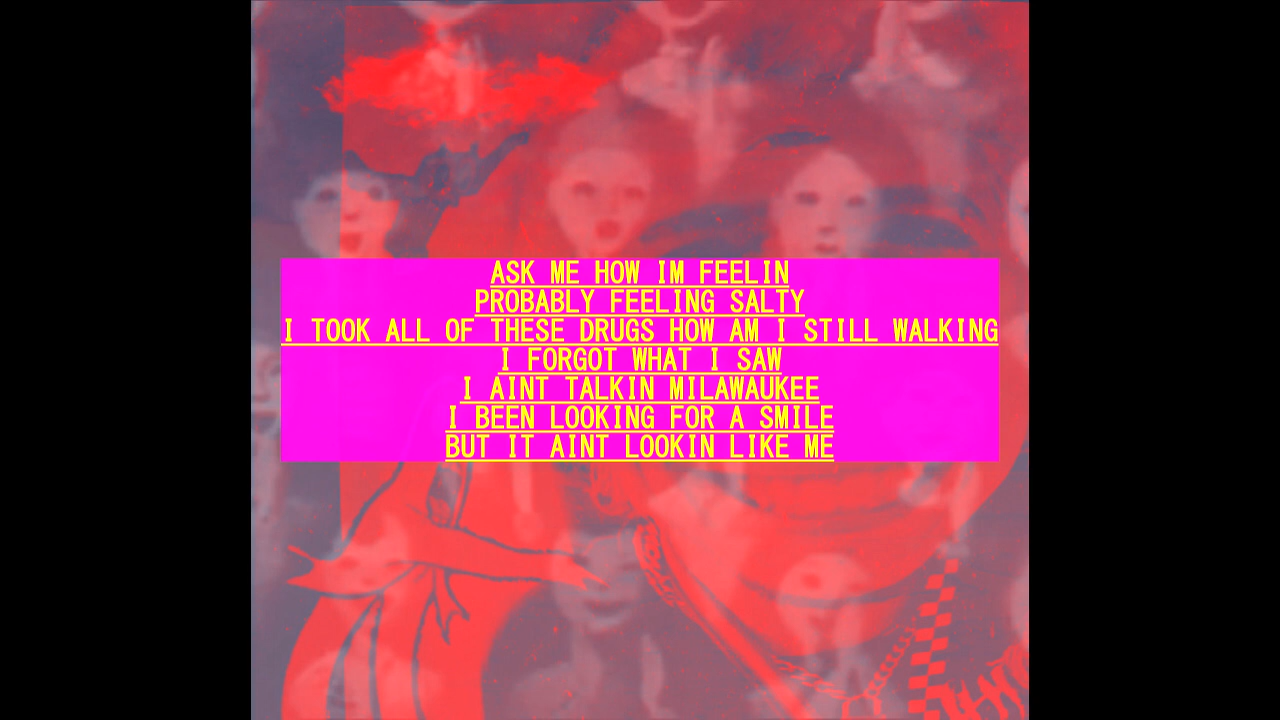 ASK ME HOW IM FEELIN
PROBABLY FEELING SALTY
I TOOK ALL OF THESE DRUGS HOW AM I STILL WALKING
I FORGOT WHAT I SAW
I AINT TALKIN MILAWAUKEE
I BEEN LOOKING FOR A SMILE
BUT IT AINT LOOKIN LIKE ME